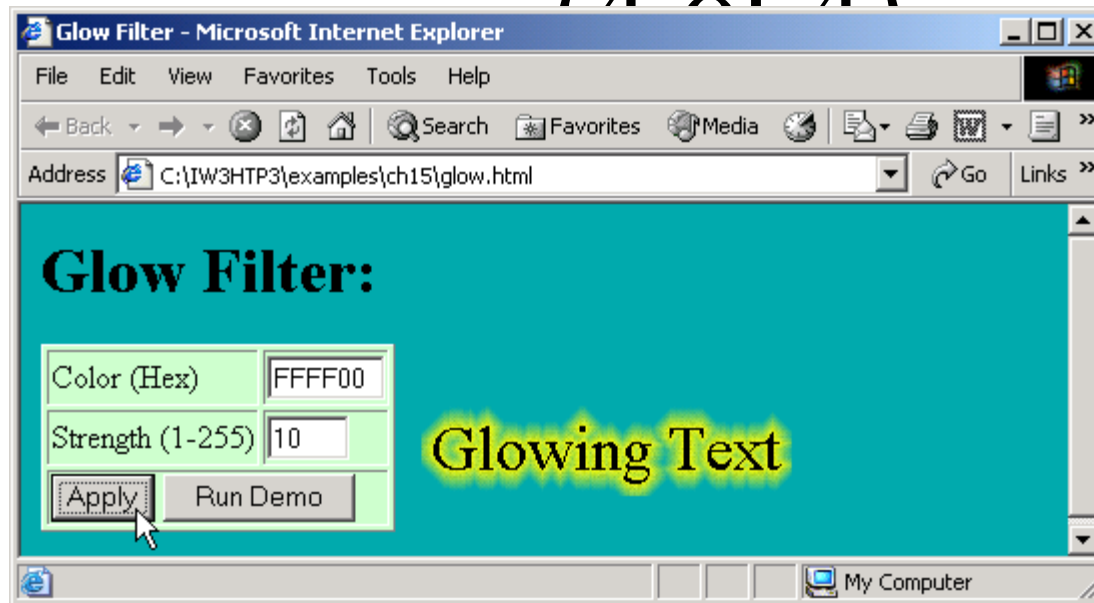 Glow Filter - Microsoft Internet Explorer
File Edit View Favorites Tools Help
Back Search Favorites Media
Address C:\IW3HTP3\examples\ch15\glow.html Go Links
Glow Filter:
Color (Hex) FFFF00
Strength (1-255) 10
Apply Run Demo
Glowing Text
My Computer